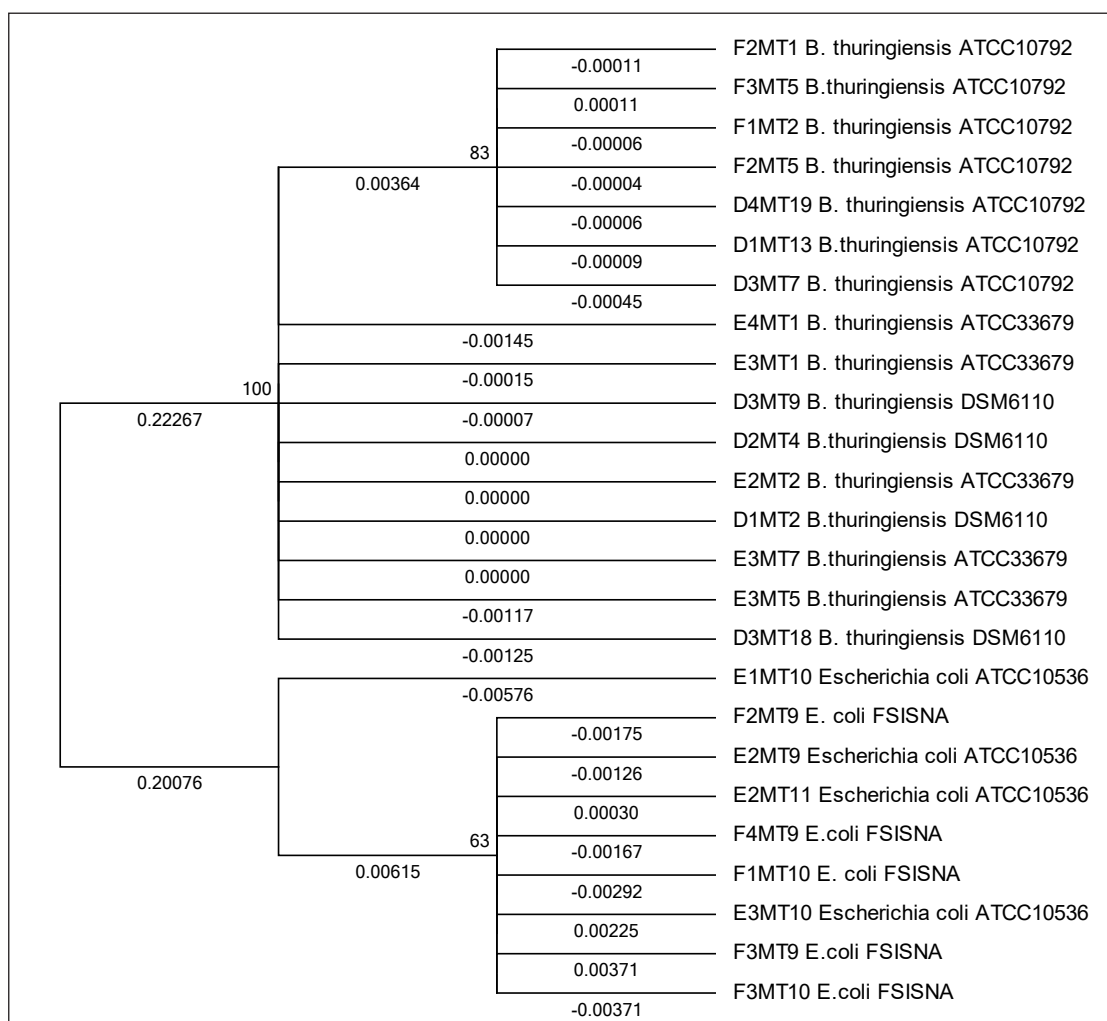 F2MT1 B. thuringiensis ATCC10792
-0.00011
F3MT5 B.thuringiensis ATCC10792
0.00011
F1MT2 B. thuringiensis ATCC10792
-0.00006
83
F2MT5 B. thuringiensis ATCC10792
0.00364
-0.00004
D4MT19 B. thuringiensis ATCC10792
-0.00006
D1MT13 B.thuringiensis ATCC10792
-0.00009
D3MT7 B. thuringiensis ATCC10792
-0.00045
E4MT1 B. thuringiensis ATCC33679
-0.00145
E3MT1 B. thuringiensis ATCC33679
-0.00015
100
D3MT9 B. thuringiensis DSM6110
0.22267
-0.00007
D2MT4 B.thuringiensis DSM6110
0.00000
E2MT2 B. thuringiensis ATCC33679
0.00000
D1MT2 B.thuringiensis DSM6110
0.00000
E3MT7 B.thuringiensis ATCC33679
0.00000
E3MT5 B.thuringiensis ATCC33679
-0.00117
D3MT18 B. thuringiensis DSM6110
-0.00125
E1MT10 Escherichia coli ATCC10536
-0.00576
F2MT9 E. coli FSISNA
-0.00175
E2MT9 Escherichia coli ATCC10536
0.20076
-0.00126
E2MT11 Escherichia coli ATCC10536
0.00030
63
F4MT9 E.coli FSISNA
0.00615
-0.00167
F1MT10 E. coli FSISNA
-0.00292
E3MT10 Escherichia coli ATCC10536
0.00225
F3MT9 E.coli FSISNA
0.00371
F3MT10 E.coli FSISNA
-0.00371